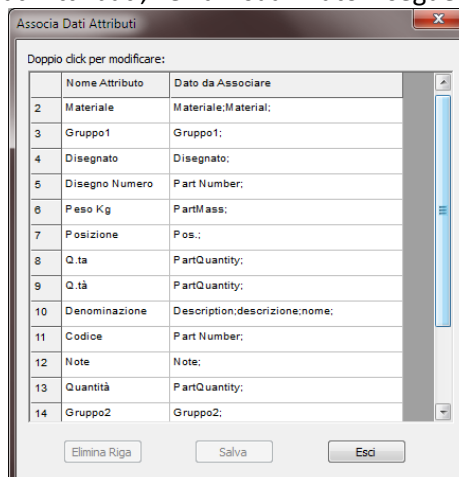 Associa Dati Attributi
Doppio click per modificare:
Nome Attributo Dato da Associare
2 Materiale Materiale;Material;
3 Gruppo1 Gruppo1;
4 Disegnato Disegnato;
5 Disegno Numero Part Number;
6 Peso Kg PartMass;
7 Posizione Pos.;
8 Q.ta PartQuantity;
9 Q.tà PartQuantity;
10 Denominazione Description;descrizione;nome;
11 Codice Part Number;
12 Note Note;
13 Quantità PartQuantity;
14 Gruppo2 Gruppo2;
Elimina Riga Salva Esci